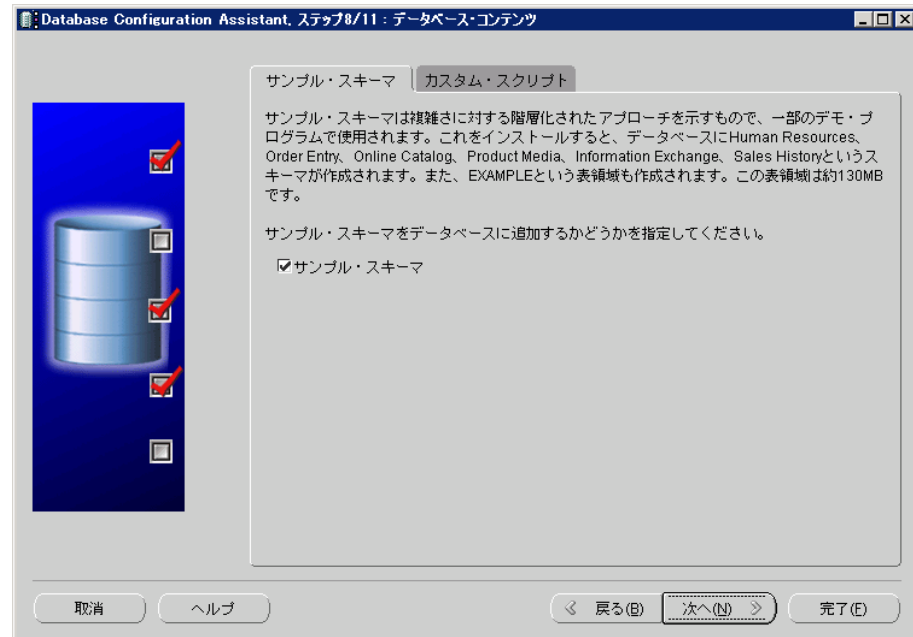 Database Configuration Assistant, ステップ8/11 : データベース・コンテンツ
サンプル・スキーマ
カスタム・スクリプト
サンプル・スキーマは複雑さに対する階層化されたアプローチを示すもので、一部のデモ・プ
ログラムで使用されます。これをインストールすると、データベースにHuman Resources、
Order Entry、Online Catalog、Product Media、Information Exchange、Sales Historyというス
キーマが作成されます。また、EXAMPLEという表領域も作成されます。この表領域は約130MB
です。
サンプル・スキーマをデータベースに追加するかどうかを指定してください。
サンプル・スキーマ
取消
ヘルプ
戻る(B)
次へ(N)
完了(F)